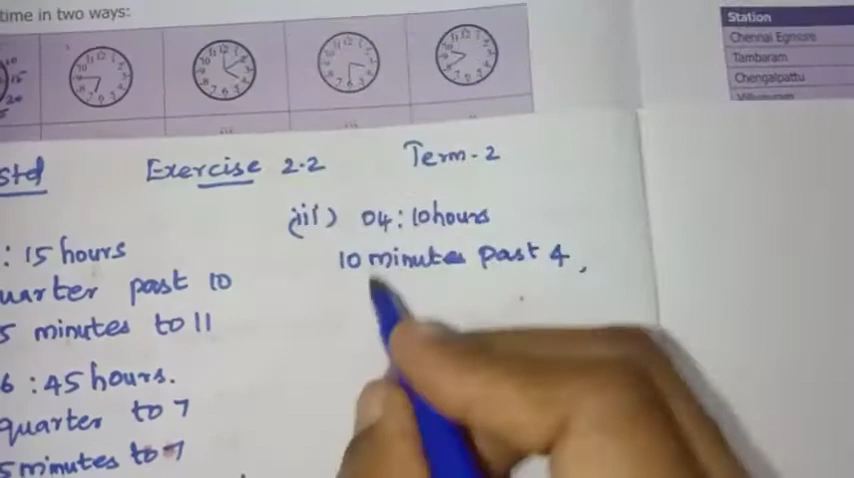 time in two ways:
Station
Chennai Egmore
Tambaram
Chengalpattu
std Exercise 2.2 Term-2
iii) 04:10hours
10 minutes past 4,
: 15 hours
uarter past 10
5 minutes to 11
6 : 45 hours.
quarter to 7
5 minutes to 7